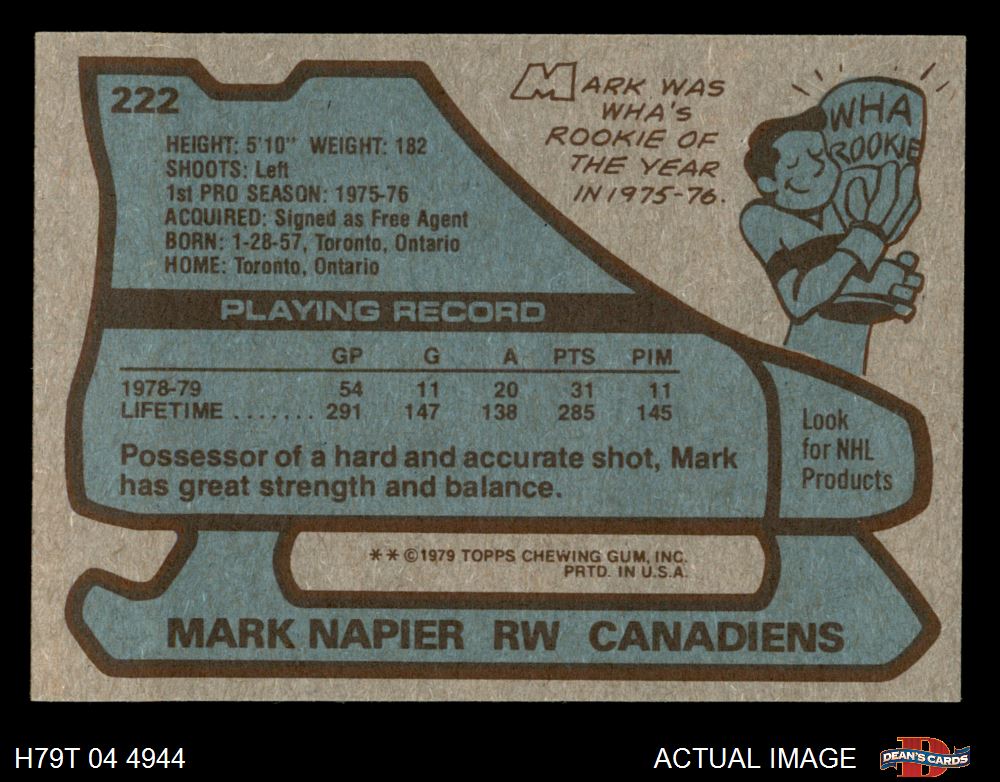 222
HEIGHT: 5'10" WEIGHT: 182
SHOOTS: Left
1st PRO SEASON: 1975-76
ACQUIRED: Signed as Free Agent
BORN: 1-28-57, Toronto, Ontario
HOME: Toronto, Ontario
MARK WAS
WHA'S
ROOKIE OF
THE YEAR
IN 1975-76.
WHA
ROOKIE
PLAYING RECORD
GP G A PTS PIM
1978-79 54 11 20 31 11
LIFETIME ....... 291 147 138 285 145
Possessor of a hard and accurate shot, Mark
has great strength and balance.
Look
for NHL
Products
**©1979 TOPPS CHEWING GUM, INC.
PRTD. IN U.S.A.
MARK NAPIER RW CANADIENS
H79T 04 4944
ACTUAL IMAGE
DEAN'S CARDS